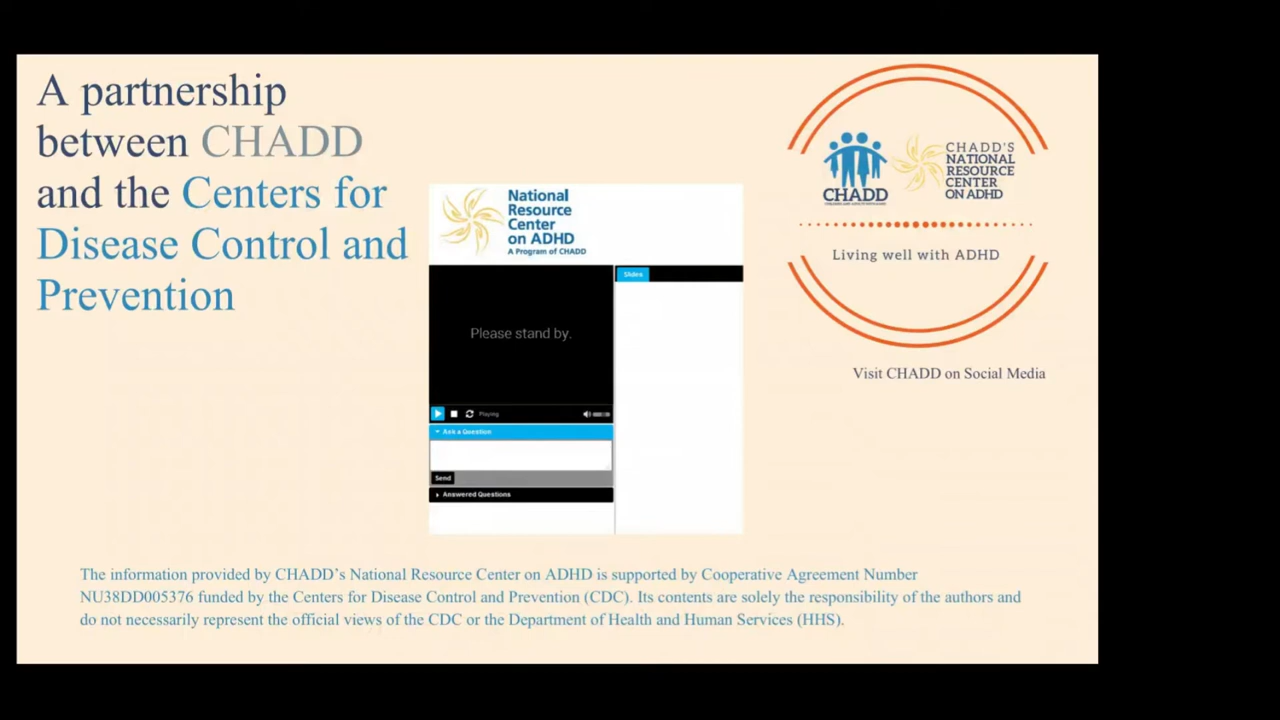 A partnership
between CHADD
and the Centers for
Disease Control and
Prevention
National
Resource
Center
on ADHD
A Program of CHADD
Slides
Please stand by.
Playing
Ask a Question
Send
Answered Questions
CHADD
CHADD'S
NATIONAL
RESOURCE
CENTER
ON ADHD
Living well with ADHD
Visit CHADD on Social Media
The information provided by CHADD's National Resource Center on ADHD is supported by Cooperative Agreement Number
NU38DD005376 funded by the Centers for Disease Control and Prevention (CDC). Its contents are solely the responsibility of the authors and
do not necessarily represent the official views of the CDC or the Department of Health and Human Services (HHS).